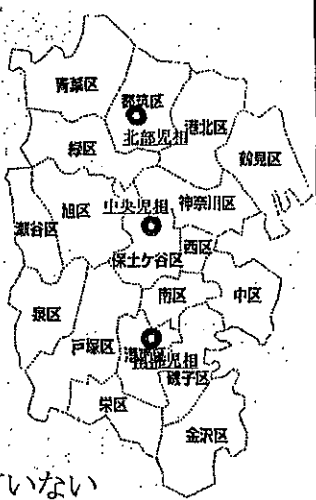 青葉区
都筑区
北部児相
港北区
緑区
鶴見区
旭区
中央児相
神奈川区
瀬谷区
西区
保土ケ谷区
泉区
南区
中区
戸塚区
磯子区
栄区
金沢区
いない